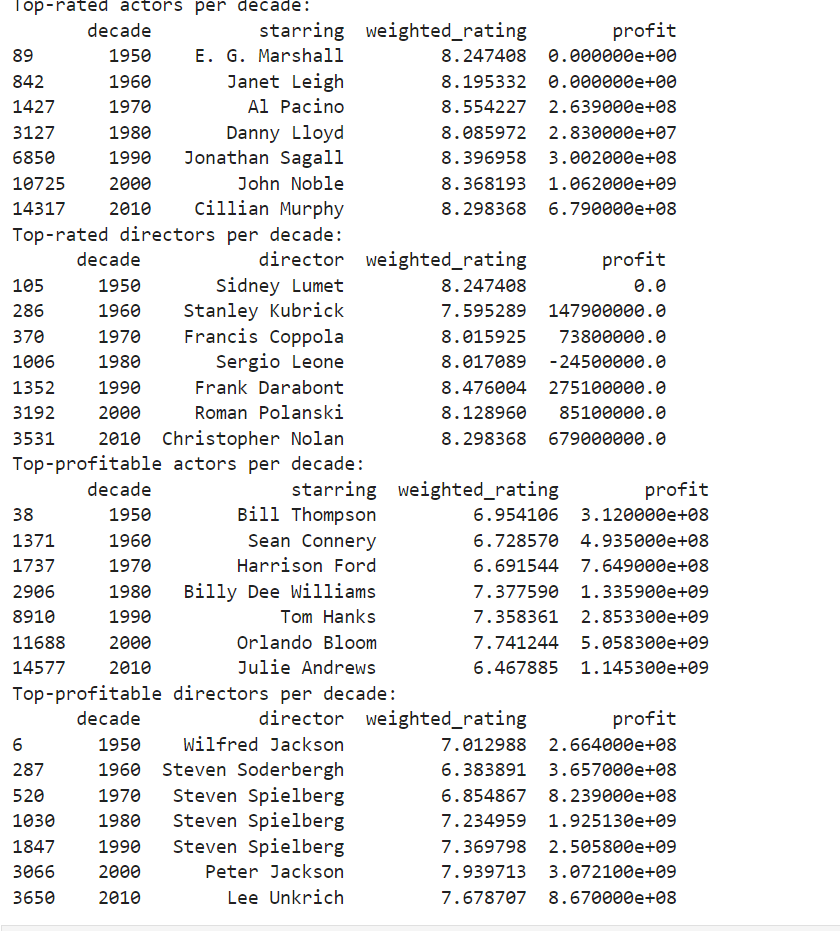 Top-rated actors per decade:
decade starring weighted_rating profit
89 1950 E. G. Marshall 8.247408 0.000000e+00
842 1960 Janet Leigh 8.195332 0.000000e+00
1427 1970 Al Pacino 8.554227 2.639000e+08
3127 1980 Danny Lloyd 8.085972 2.830000e+07
6850 1990 Jonathan Sagall 8.396958 3.002000e+08
10725 2000 John Noble 8.368193 1.062000e+09
14317 2010 Cillian Murphy 8.298368 6.790000e+08
Top-rated directors per decade:
decade director weighted_rating profit
105 1950 Sidney Lumet 8.247408 0.0
286 1960 Stanley Kubrick 7.595289 147900000.0
370 1970 Francis Coppola 8.015925 73800000.0
1006 1980 Sergio Leone 8.017089 -24500000.0
1352 1990 Frank Darabont 8.476004 275100000.0
3192 2000 Roman Polanski 8.128960 85100000.0
3531 2010 Christopher Nolan 8.298368 679000000.0
Top-profitable actors per decade:
decade starring weighted_rating profit
38 1950 Bill Thompson 6.954106 3.120000e+08
1371 1960 Sean Connery 6.728570 4.935000e+08
1737 1970 Harrison Ford 6.691544 7.649000e+08
2906 1980 Billy Dee Williams 7.377590 1.335900e+09
8910 1990 Tom Hanks 7.358361 2.853300e+09
11688 2000 Orlando Bloom 7.741244 5.058300e+09
14577 2010 Julie Andrews 6.467885 1.145300e+09
Top-profitable directors per decade:
decade director weighted_rating profit
6 1950 Wilfred Jackson 7.012988 2.664000e+08
287 1960 Steven Soderbergh 6.383891 3.657000e+08
520 1970 Steven Spielberg 6.854867 8.239000e+08
1030 1980 Steven Spielberg 7.234959 1.925130e+09
1847 1990 Steven Spielberg 7.369798 2.505800e+09
3066 2000 Peter Jackson 7.939713 3.072100e+09
3650 2010 Lee Unkrich 7.678707 8.670000e+08